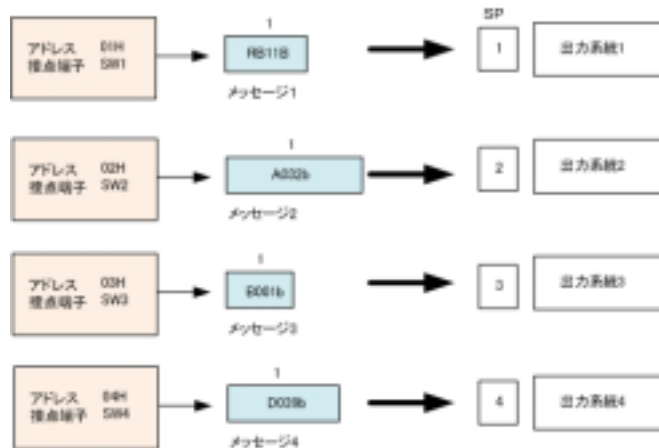 SP
1
アドレス 01H
接点端子 SW1
RB11B
1
出力系統1
メッセージ1
1
アドレス 02H
接点端子 SW2
A032b
2
出力系統2
メッセージ2
1
アドレス 03H
接点端子 SW3
B001b
3
出力系統3
メッセージ3
1
アドレス 04H
接点端子 SW4
D039b
4
出力系統4
メッセージ4